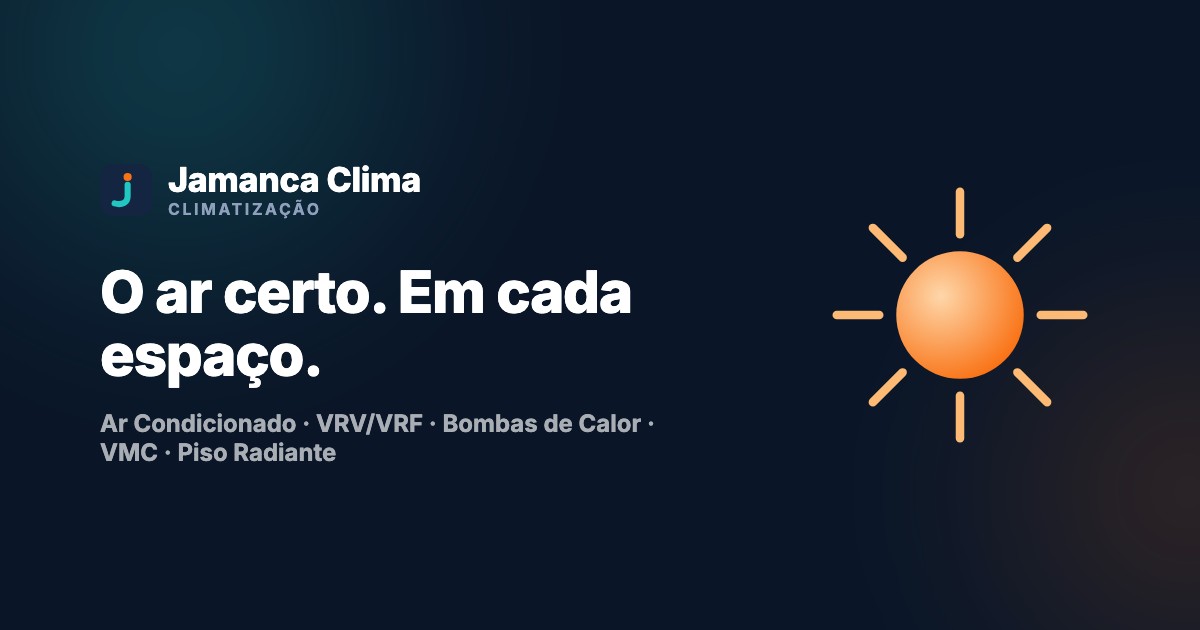 Jamanca Clima
CLIMATIZAÇÃO
O ar certo. Em cada
espaço.
Ar Condicionado · VRV/VRF · Bombas de Calor ·
VMC · Piso Radiante